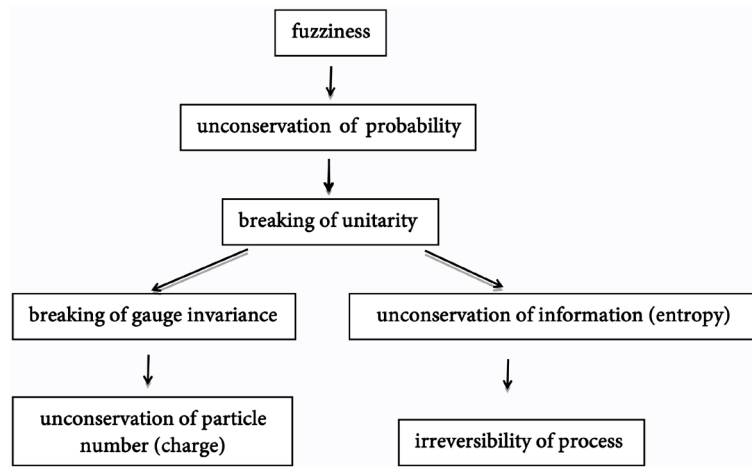 fuzziness
unconservation of probability
breaking of unitarity
breaking of gauge invariance
unconservation of information (entropy)
unconservation of particle
number (charge)
irreversibility of process